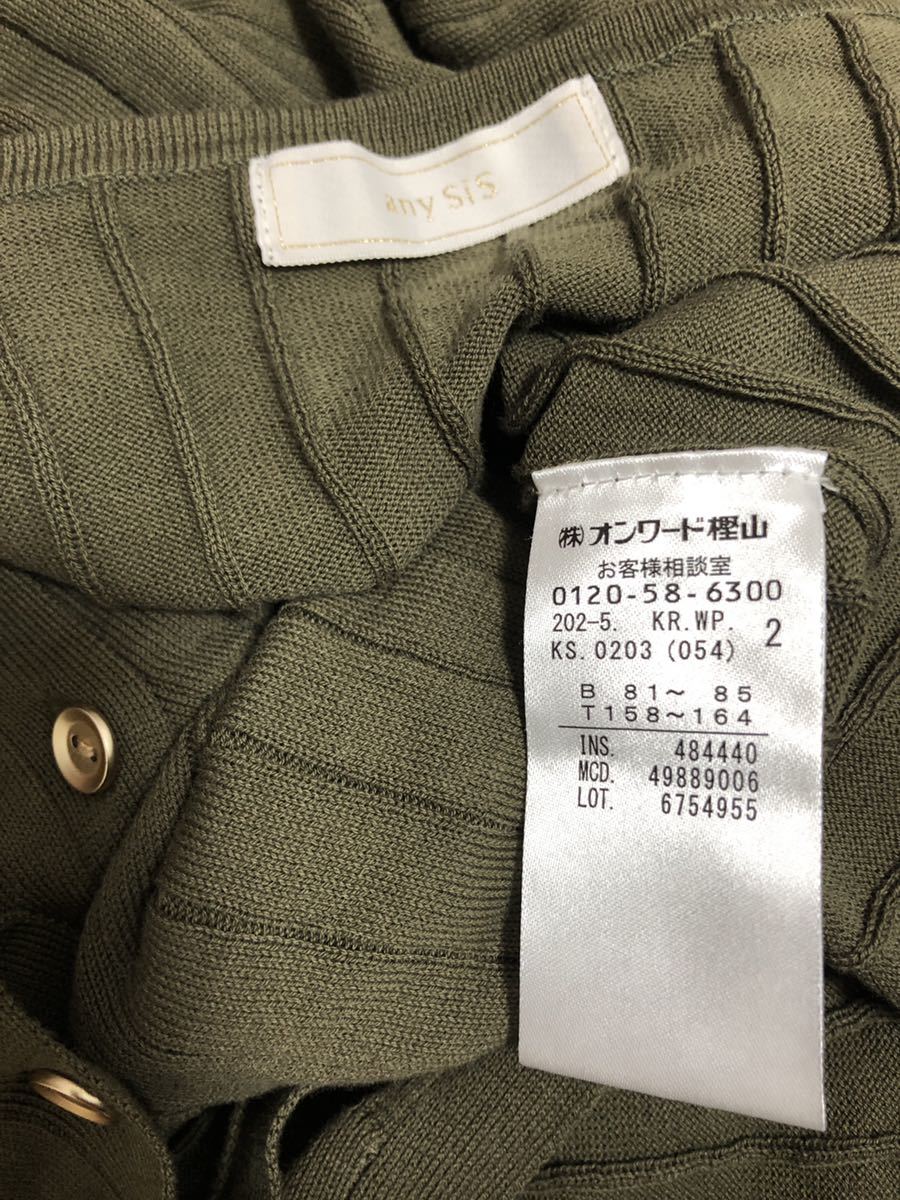 any SiS
㈱オンワード樫山
お客様相談室
0120-58-6300
202-5. KR.WP. 2
KS.0203 (054)
B 81～ 85
T158～164
INS. 484440
MCD. 49889006
LOT. 6754955